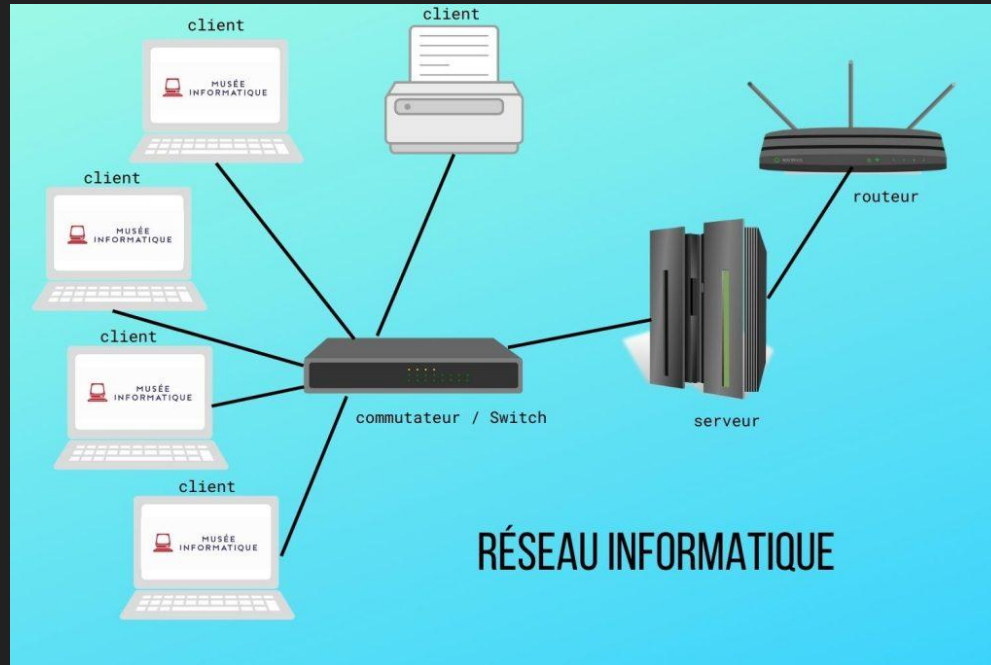 client
client
MUSÉE
INFORMATIQUE
routeur
client
MUSÉE
INFORMATIQUE
client
MUSÉE
INFORMATIQUE
commutateur / Switch
serveur
client
MUSÉE
INFORMATIQUE
RÉSEAU INFORMATIQUE